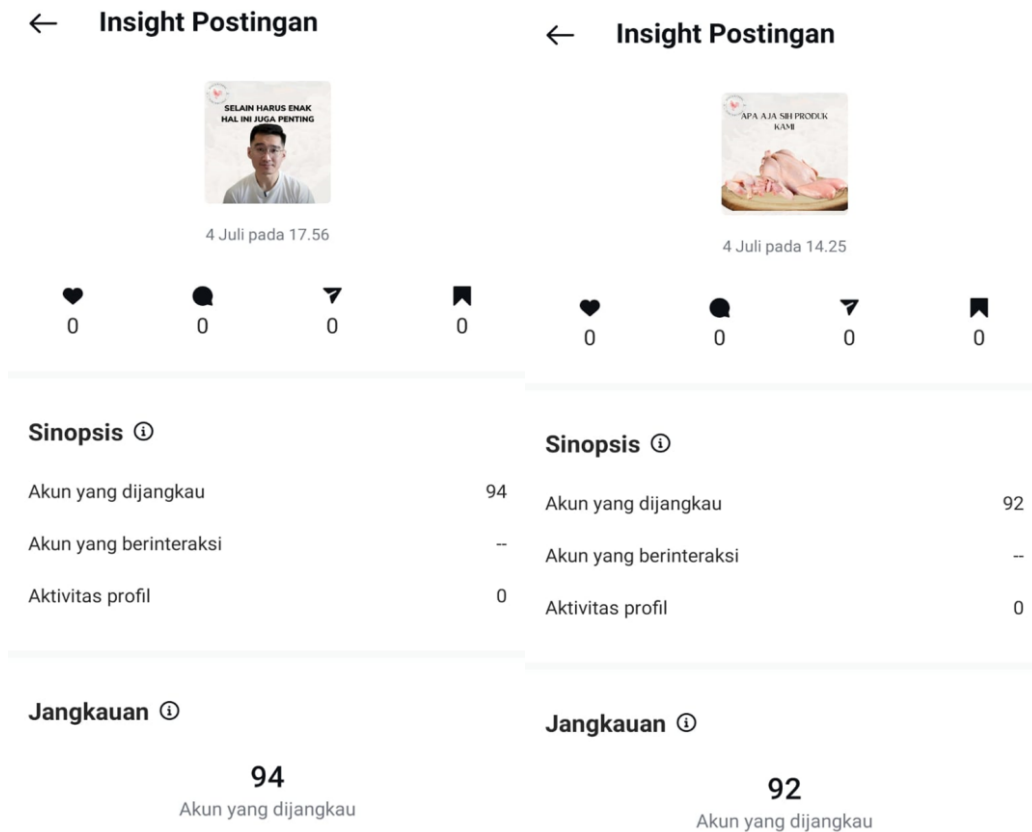 Insight Postingan
SELAIN HARUS ENAK
HAL INI JUGA PENTING
4 Juli pada 17.56
0
0
0
0
Sinopsis
Akun yang dijangkau 94
Akun yang berinteraksi --
Aktivitas profil 0
Jangkauan
94
Akun yang dijangkau
Insight Postingan
APA AJA SIH PRODUK
KAMI
4 Juli pada 14.25
0
0
0
0
Sinopsis
Akun yang dijangkau 92
Akun yang berinteraksi --
Aktivitas profil 0
Jangkauan
92
Akun yang dijangkau